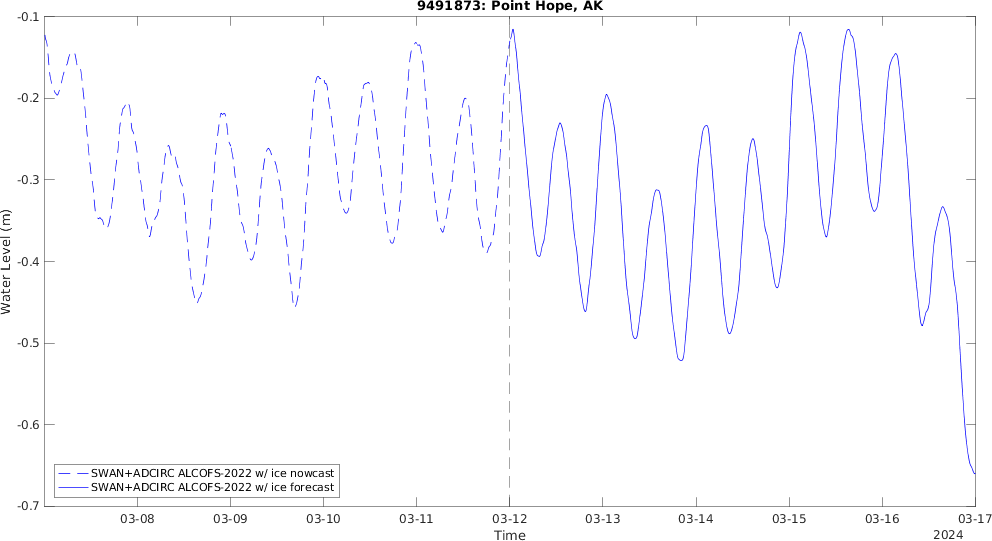 9491873: Point Hope, AK
-0.1
-0.2
-0.3
-0.4
-0.5
-0.6
-0.7
Water Level (m)
SWAN+ADCIRC ALCOFS-2022 w/ ice nowcast
SWAN+ADCIRC ALCOFS-2022 w/ ice forecast
03-08 03-09 03-10 03-11 03-12 03-13 03-14 03-15 03-16 03-17
Time
2024